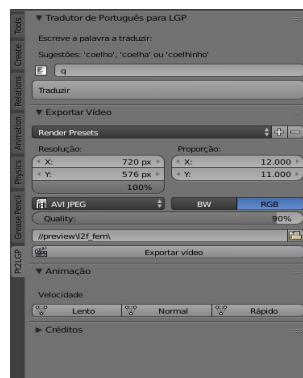 Tools
Create
Relations
Animation
Physics
Grease Pencil
Pt2LGP
Tradutor de Português para LGP
Escreve a palavra a traduzir:
Sugestões: 'coelho', 'coelha' ou 'coelhinho'
q
Traduzir
Exportar Vídeo
Render Presets
Resolução: Proporção:
X: 720 px X: 12.000
Y: 576 px Y: 11.000
100%
AVI JPEG BW RGB
Quality: 90%
//preview\l2f_fem\
Exportar vídeo
Animação
Velocidade
Lento Normal Rápido
Créditos